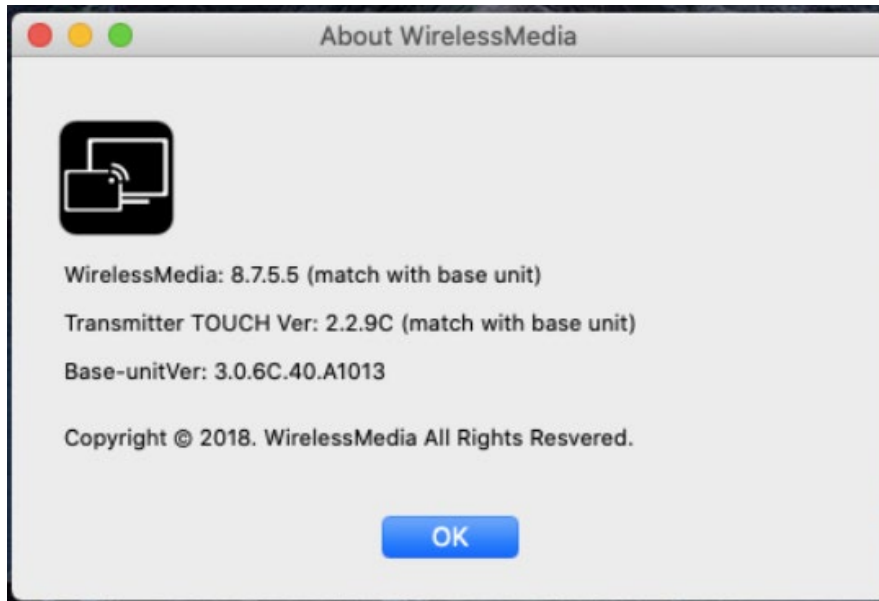 About WirelessMedia
WirelessMedia: 8.7.5.5 (match with base unit)
Transmitter TOUCH Ver: 2.2.9C (match with base unit)
Base-unitVer: 3.0.6C.40.A1013
Copyright © 2018. WirelessMedia All Rights Resvered.
OK